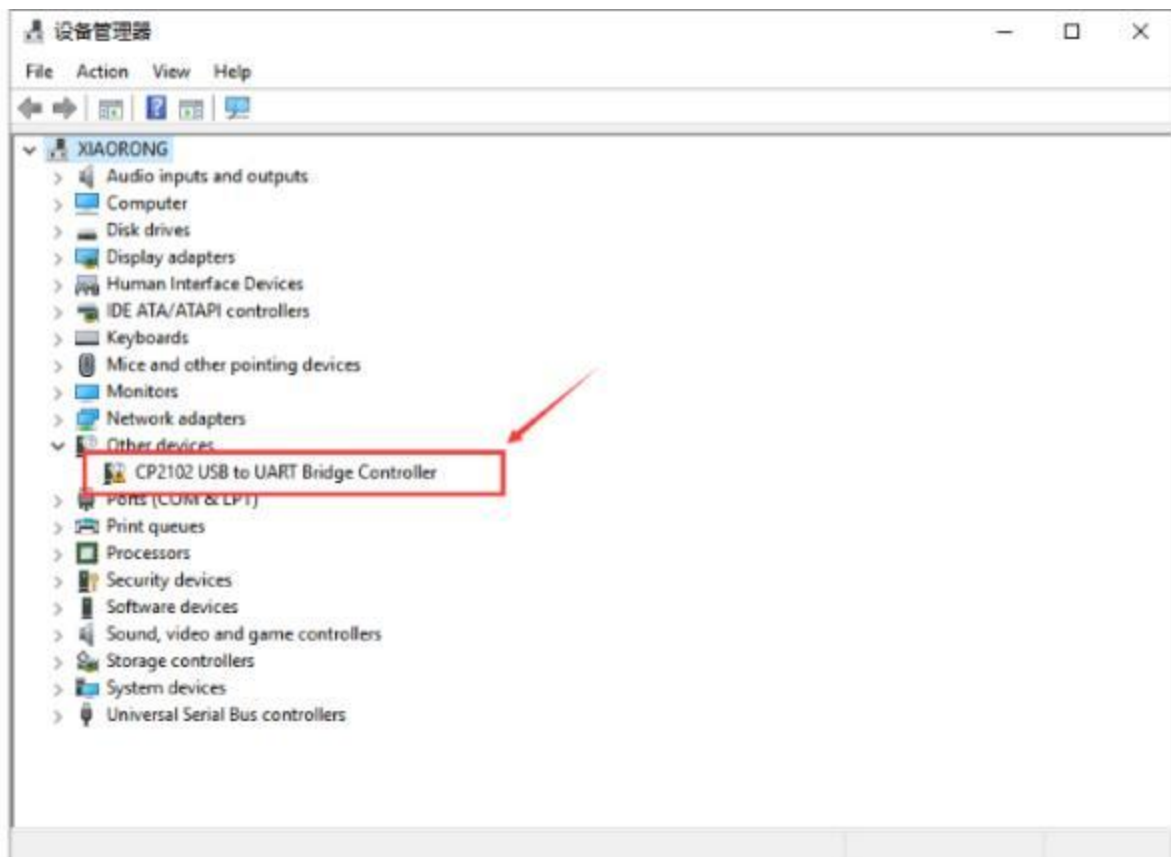 设备管理器
File Action View Help
XIAORONG
Audio inputs and outputs
Computer
Disk drives
Display adapters
Human Interface Devices
IDE ATA/ATAPI controllers
Keyboards
Mice and other pointing devices
Monitors
Network adapters
Other devices
CP2102 USB to UART Bridge Controller
Ports (COM & LPT)
Print queues
Processors
Security devices
Software devices
Sound, video and game controllers
Storage controllers
System devices
Universal Serial Bus controllers